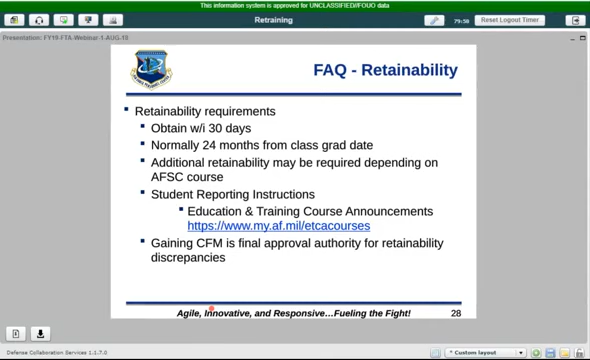 This information system is approved for UNCLASSIFIED//FOUO data
Retraining
79:50
Reset Logout Timer
Presentation: FY19-FTA-Webinar-1-AUG.18
FAQ - Retainability
Retainability requirements
Obtain w/i 30 days
Normally 24 months from class grad date
Additional retainability may be required depending on
AFSC course
Student Reporting Instructions
Education & Training Course Announcements
https://www.my.af.mil/etcacourses
Gaining CFM is final approval authority for retainability
discrepancies
Agile, Innovative, and Responsive…Fueling the Fight!
28
Defense Collaboration Services 1.1.7.0
* Custom layout